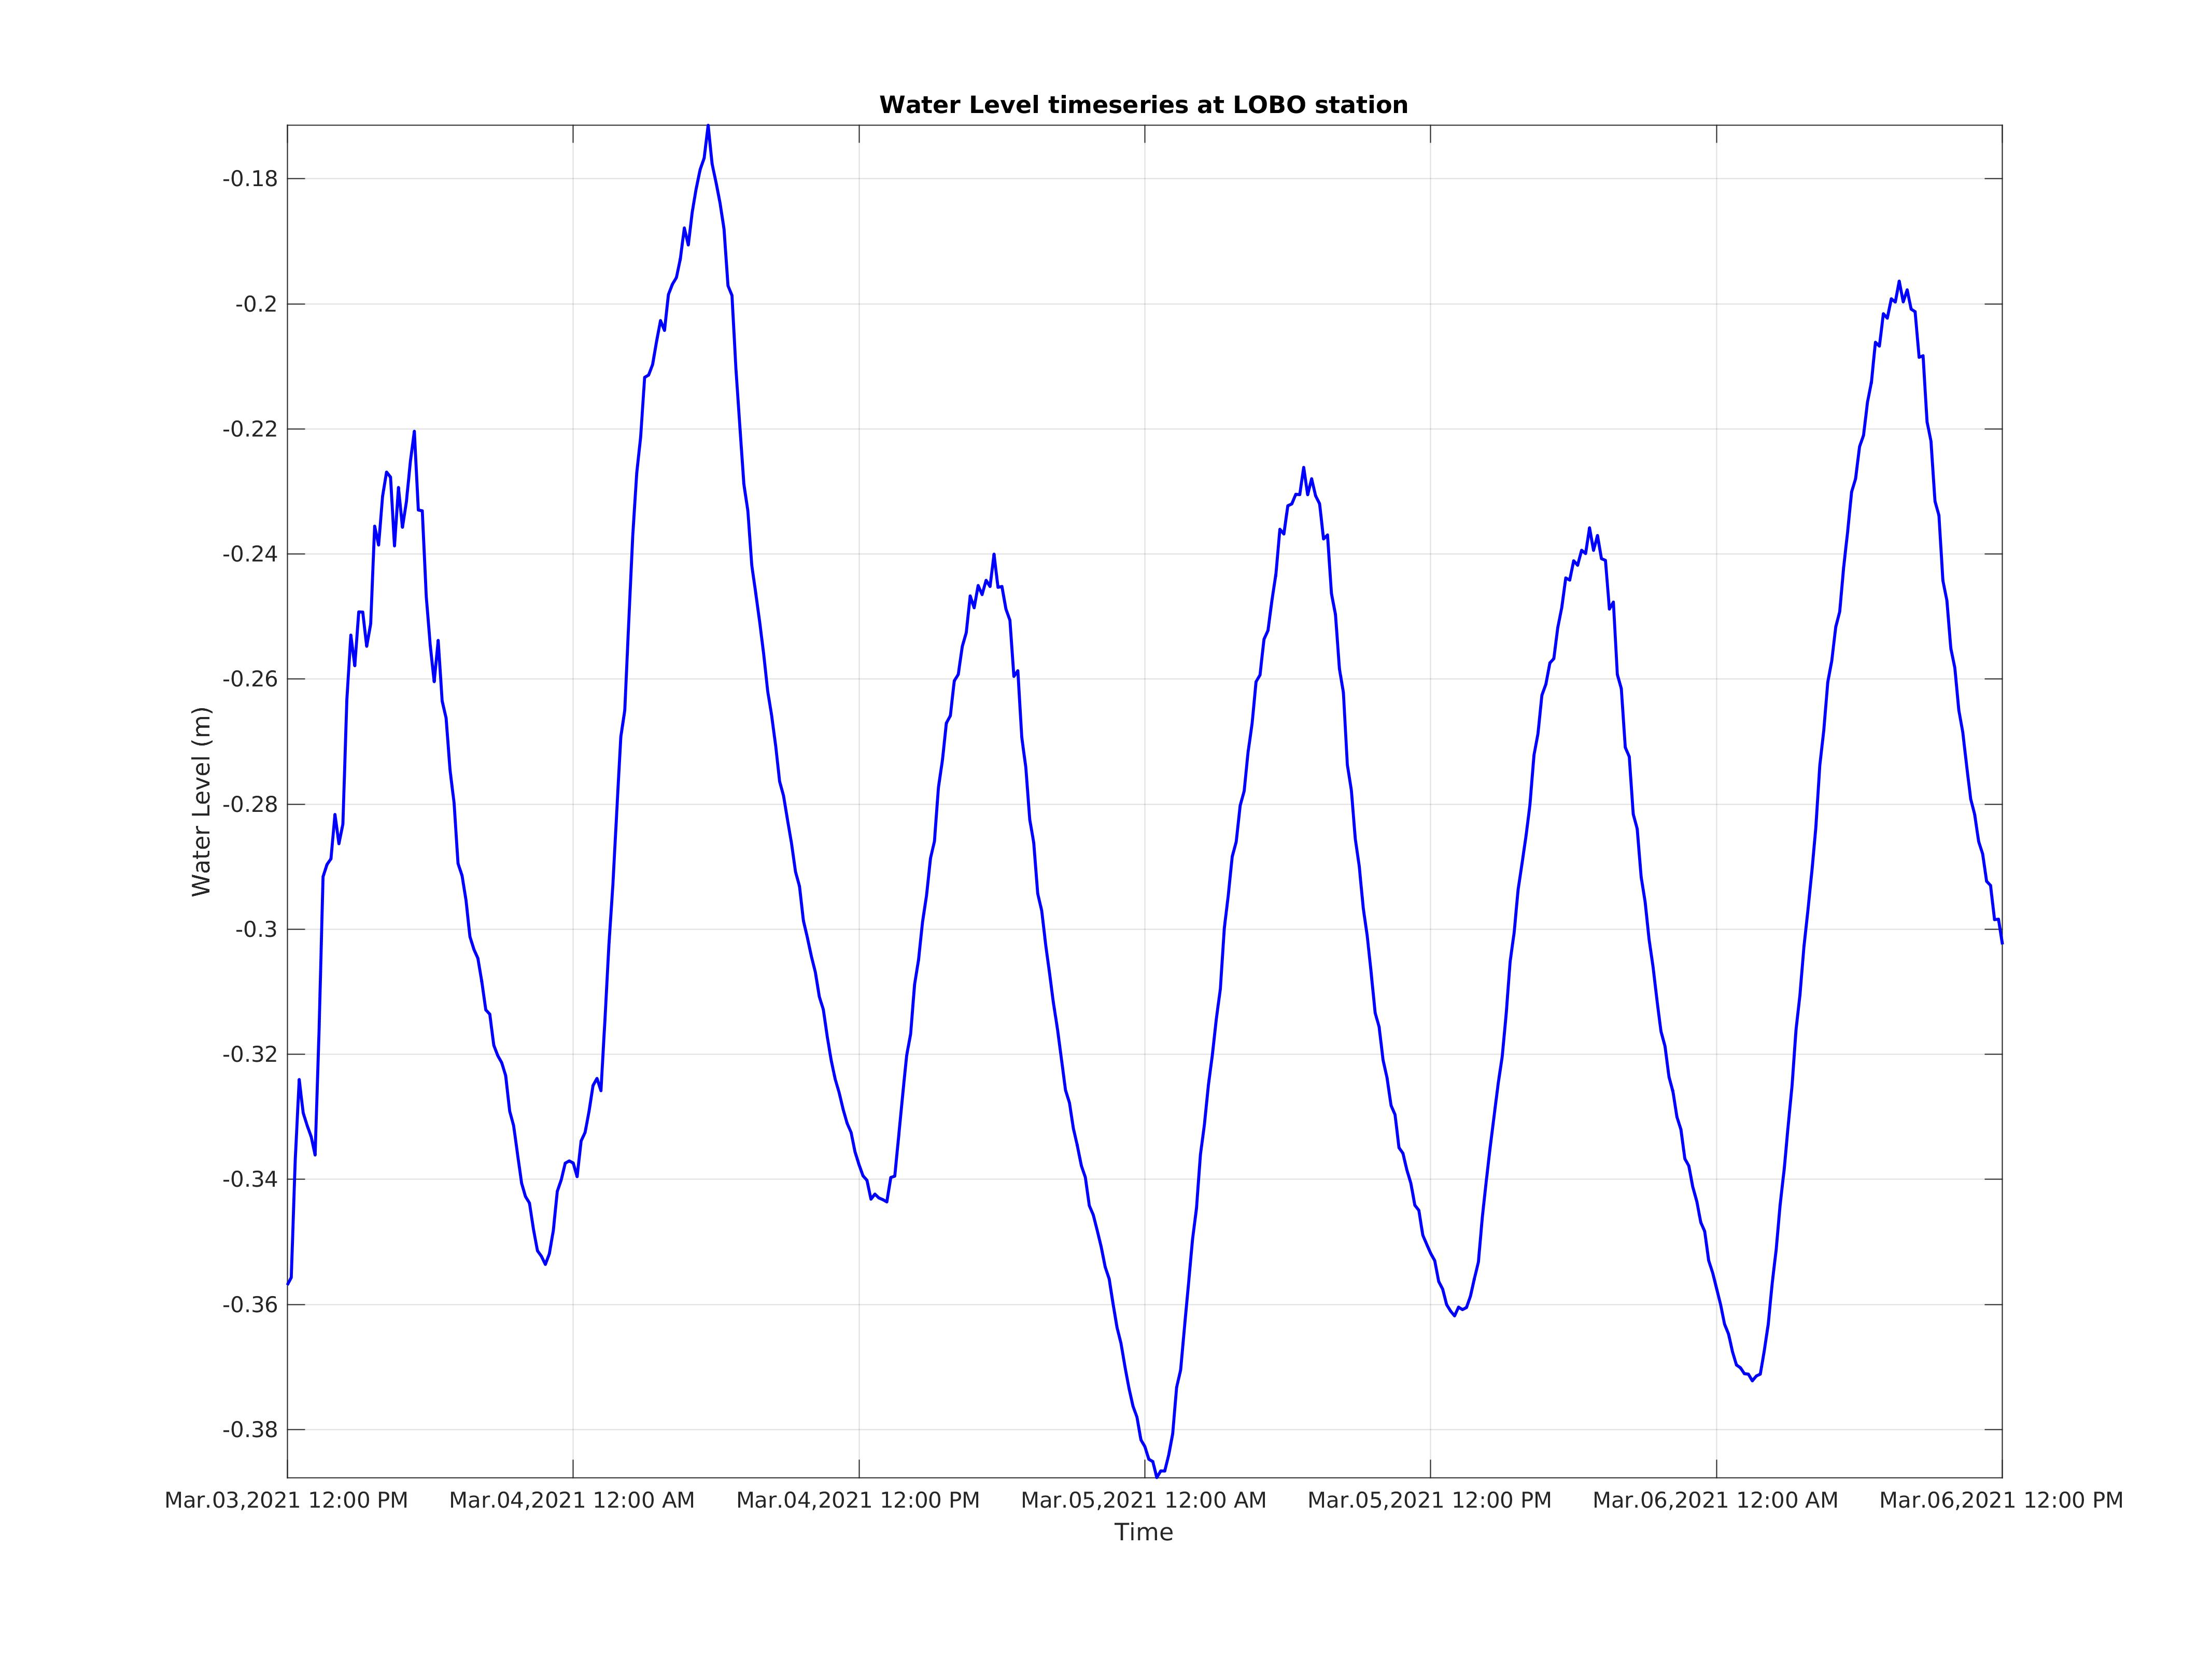 Water Level timeseries at LOBO station
-0.18
-0.2
-0.22
-0.24
-0.26
-0.28
-0.3
-0.32
-0.34
-0.36
-0.38
Water Level (m)
Mar.03,2021 12:00 PM Mar.04,2021 12:00 AM Mar.04,2021 12:00 PM Mar.05,2021 12:00 AM Mar.05,2021 12:00 PM Mar.06,2021 12:00 AM Mar.06,2021 12:00 PM
Time